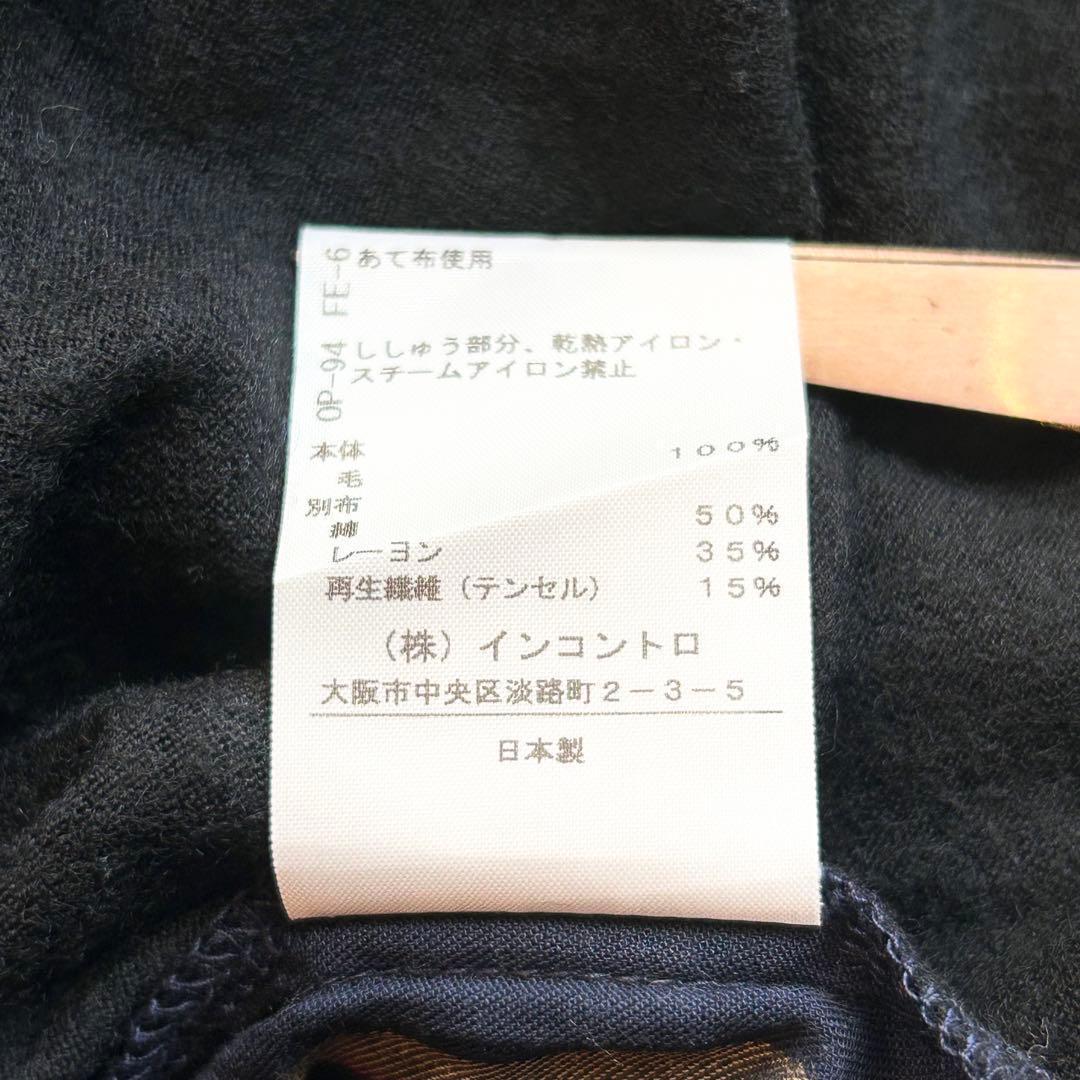 OP-94 FE-6
あて布使用
ししゅう部分、乾熱アイロン・
スチームアイロン禁止
本体 100%
毛
別布
綿 50%
レーヨン 35%
再生繊維（テンセル） 15%
（株）インコントロ
大阪市中央区淡路町2-3-5
日本製